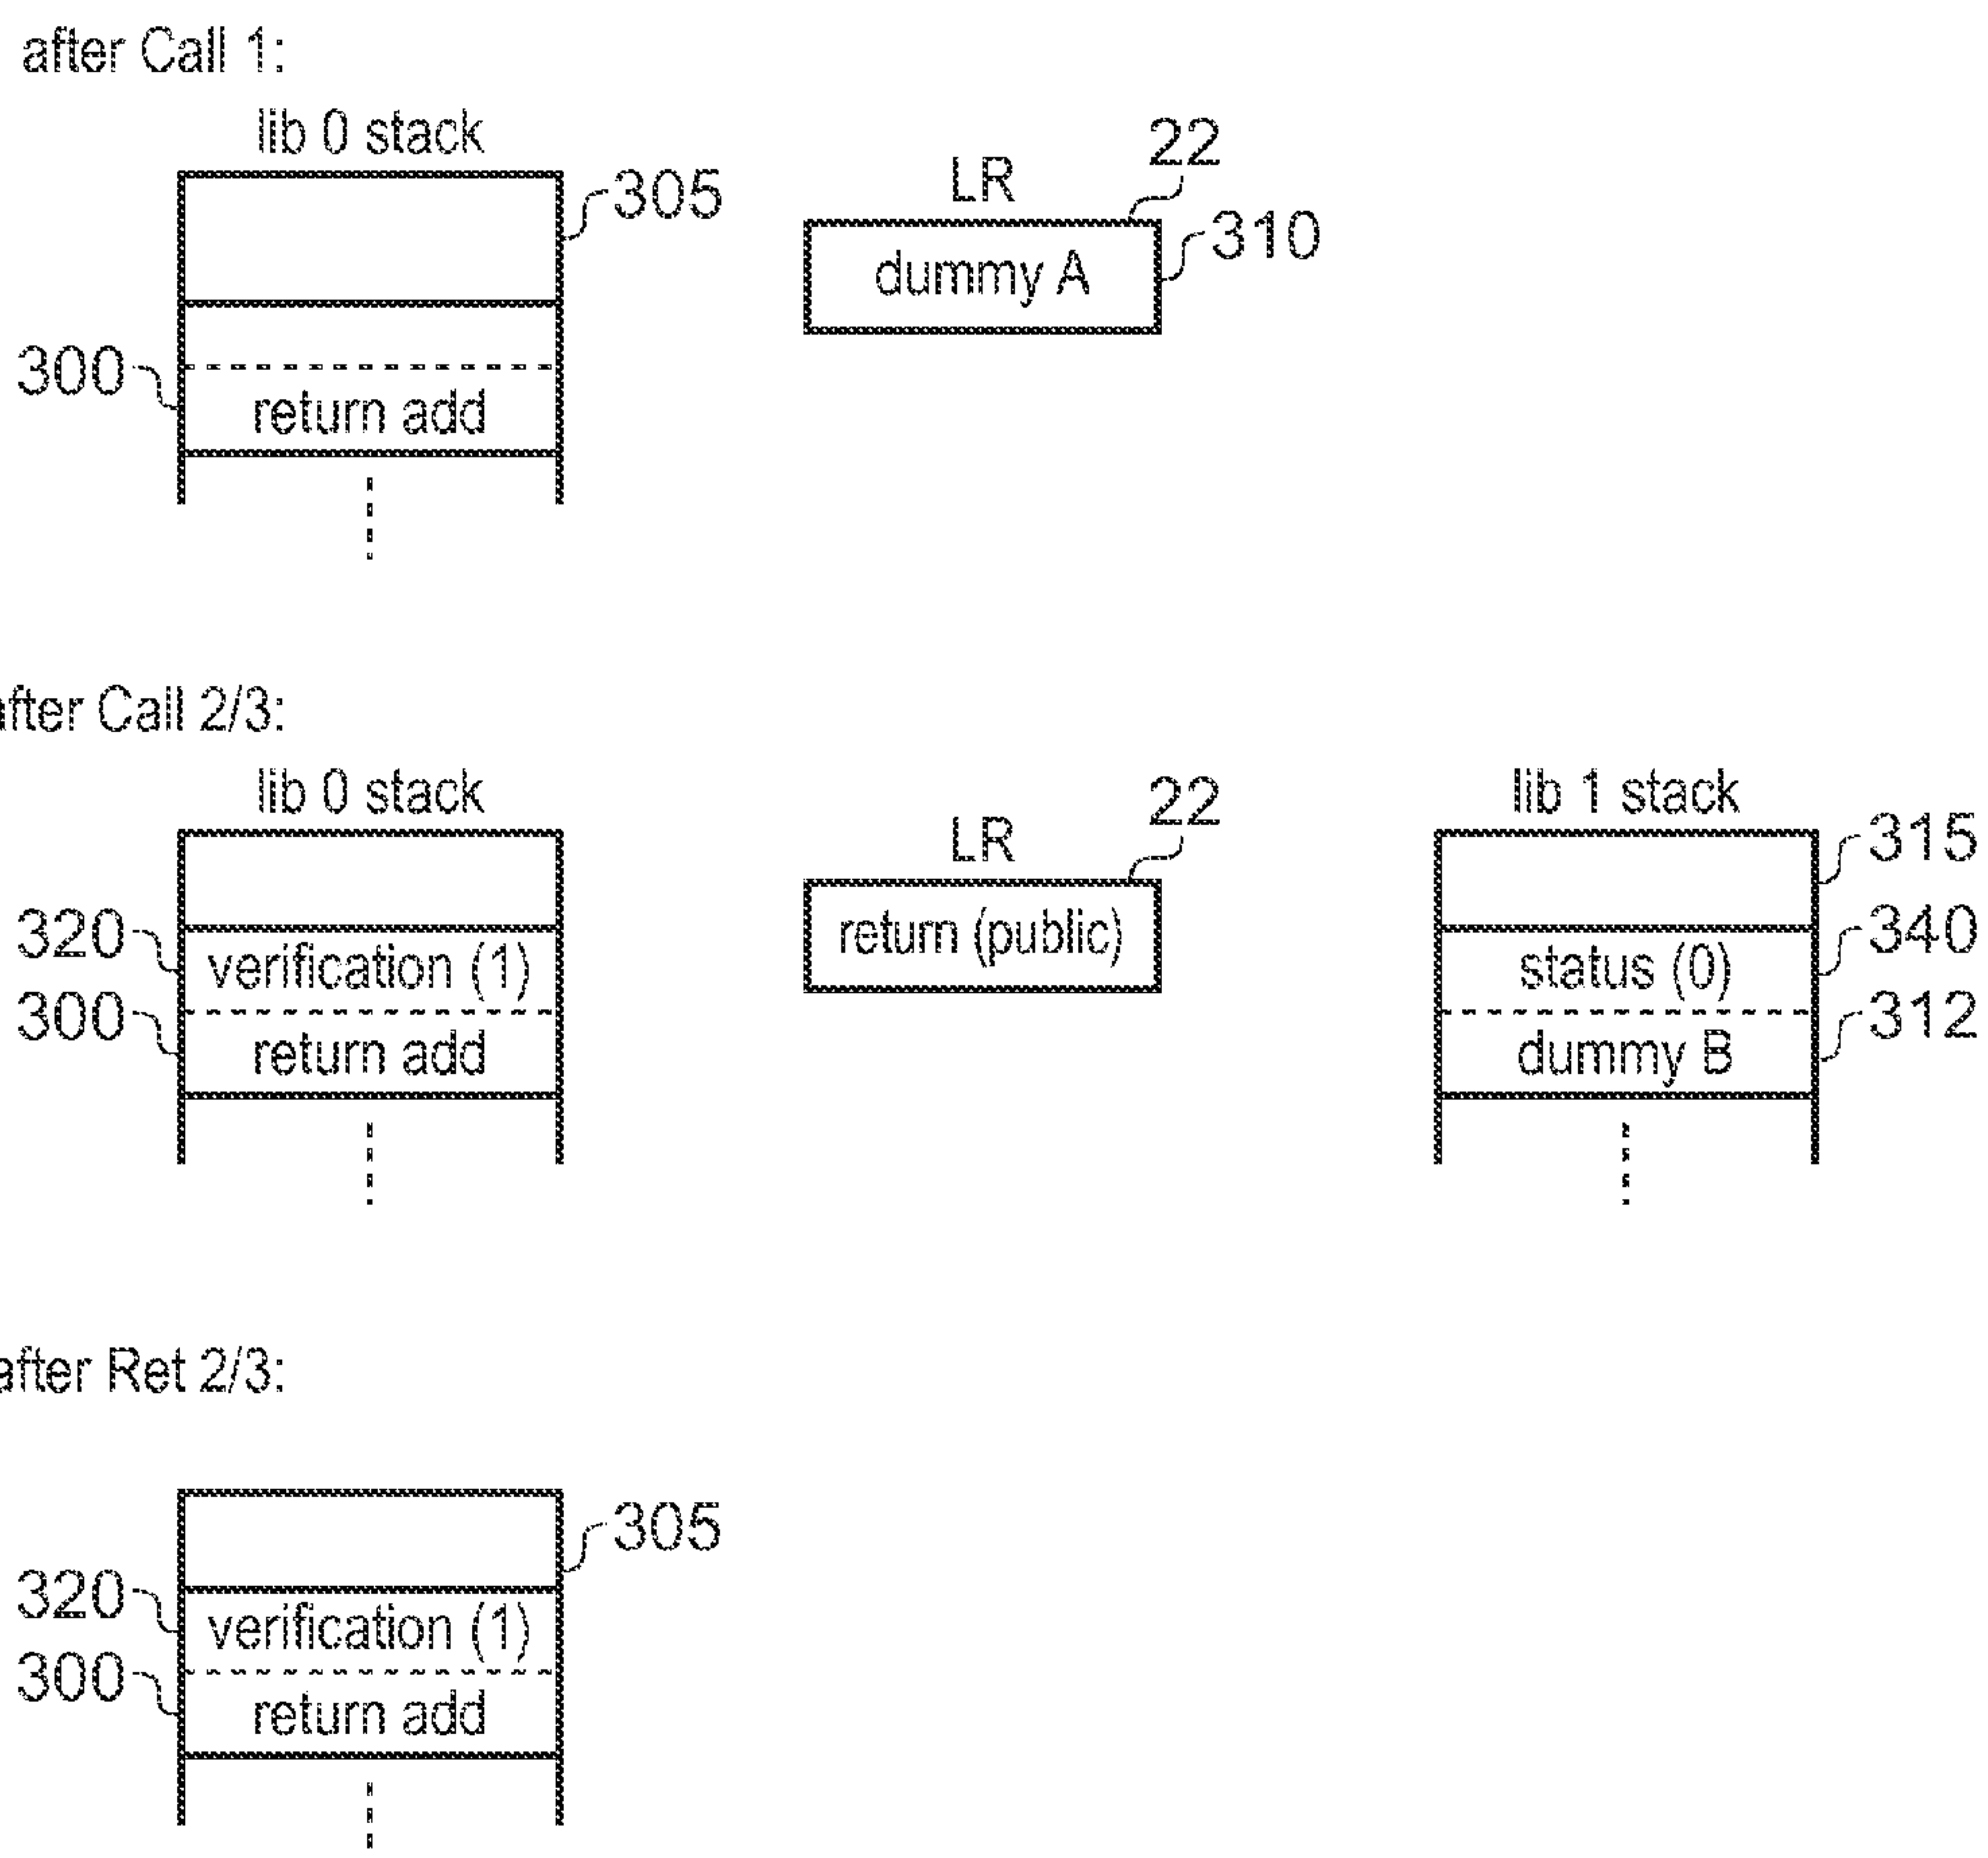 after Call 1:
lib 0 stack
305
300
return add
LR
22
dummy A
310
after Call 2/3:
lib 0 stack
320
verification (1)
300
return add
LR
22
return (public)
lib 1 stack
315
status (0)
340
dummy B
312
after Ret 2/3:
305
320
verification (1)
300
return add